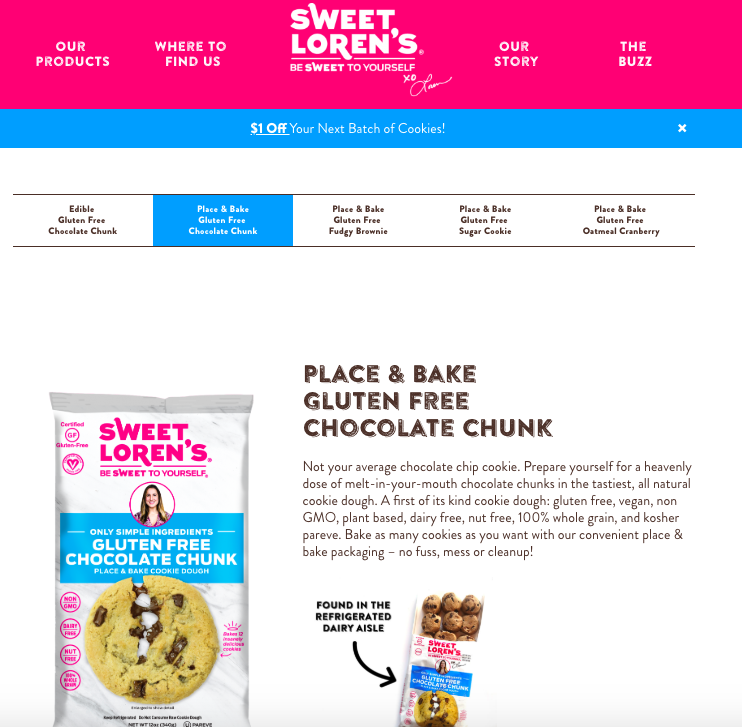 OUR
PRODUCTS
WHERE TO
FIND US
SWEET
LOREN'S®
BE SWEET TO YOURSELF
XO Loren
OUR
STORY
THE
BUZZ
$1 Off Your Next Batch of Cookies!
×
Edible
Gluten Free
Chocolate Chunk
Place & Bake
Gluten Free
Chocolate Chunk
Place & Bake
Gluten Free
Fudgy Brownie
Place & Bake
Gluten Free
Sugar Cookie
Place & Bake
Gluten Free
Oatmeal Cranberry
PLACE & BAKE
GLUTEN FREE
CHOCOLATE CHUNK
Not your average chocolate chip cookie. Prepare yourself for a heavenly
dose of melt-in-your-mouth chocolate chunks in the tastiest, all natural
cookie dough. A first of its kind cookie dough: gluten free, vegan, non
GMO, plant based, dairy free, nut free, 100% whole grain, and kosher
pareve. Bake as many cookies as you want with our convenient place &
bake packaging – no fuss, mess or cleanup!
Certified
GF
Gluten-Free
SWEET
LOREN'S®
BE SWEET TO YOURSELF
ONLY SIMPLE INGREDIENTS
GLUTEN FREE
CHOCOLATE CHUNK
PLACE & BAKE COOKIE DOUGH
NON
GMO
DAIRY
FREE
NUT
FREE
100%
WHOLE
GRAIN
Bakes 12
insanely
delicious
cookies
Keep Refrigerated Do Not Consume Raw Cookie Dough
NET WT 12oz (340g) PAREVE
FOUND IN THE
REFRIGERATED
DAIRY AISLE
SWEET
LOREN'S
GLUTEN FREE
CHOCOLATE CHUNK